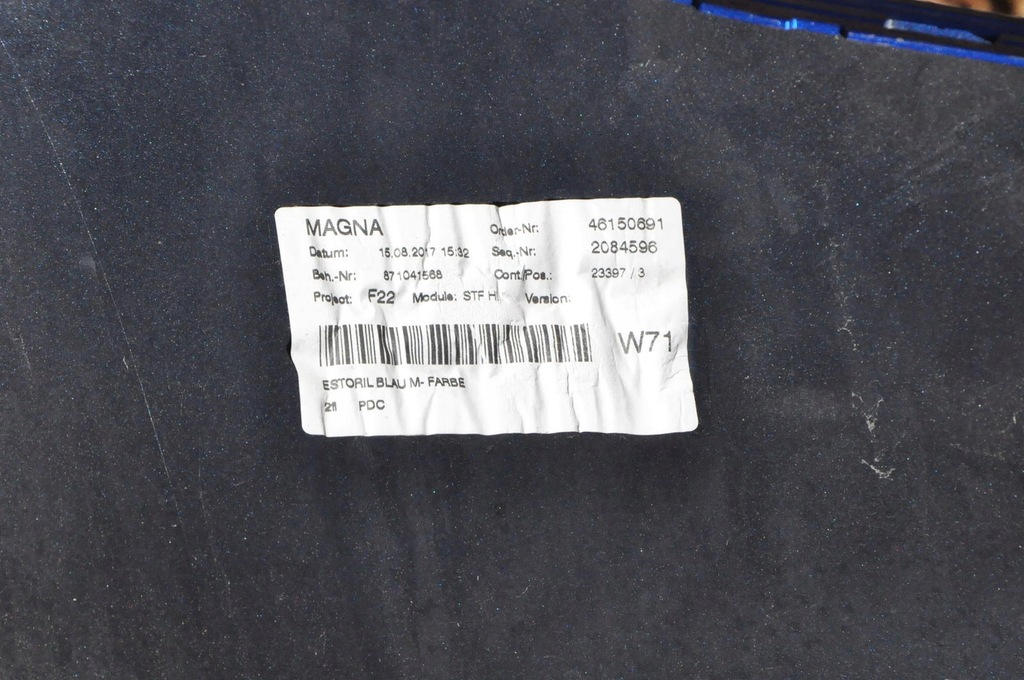 MAGNA Order-Nr: 46150691
Datum: 15.08.2017 15:32 Seq.-Nr: 2084596
Beh.-Nr: 871041568 Cont/Pos.: 23397 / 3
Project: F22 Module: STF H. Version:
W71
ESTORIL BLAU M- FARBE
2fl PDC